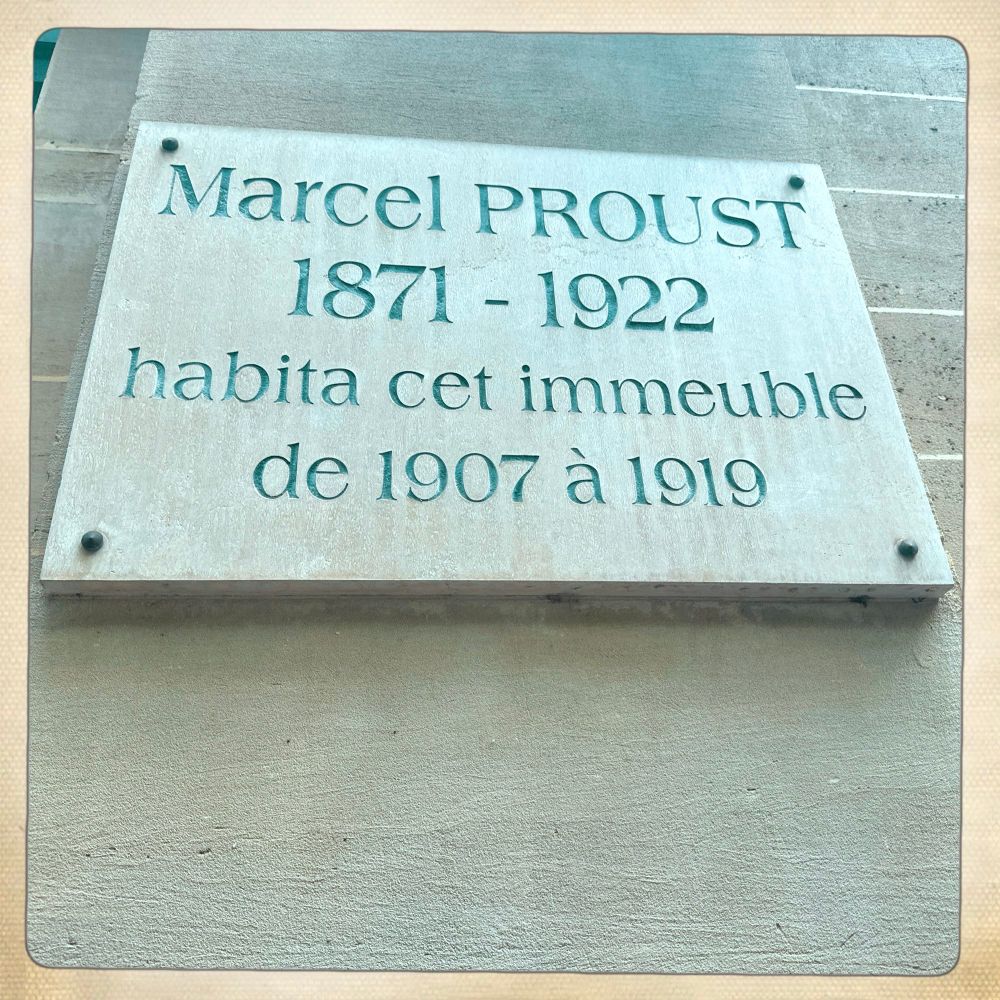 Marcel PROUST
1871 - 1922
habita cet immeuble
de 1907 à 1919